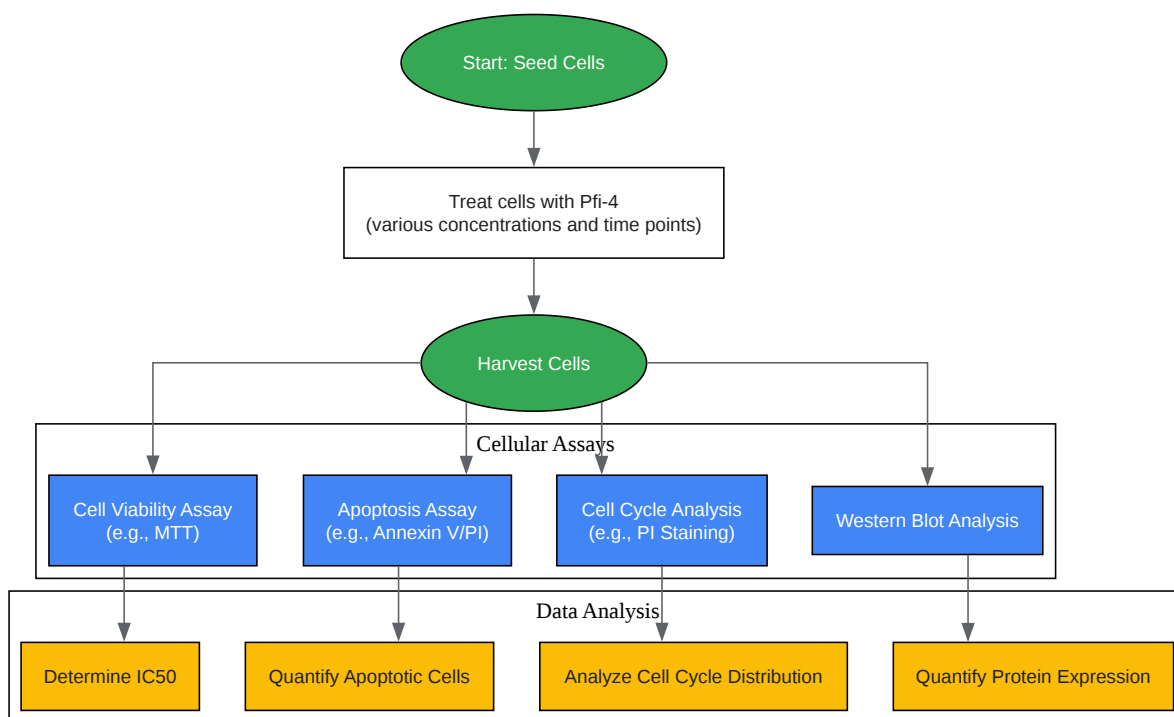 Start: Seed Cells
Treat cells with Pfi-4
(various concentrations and time points)
Harvest Cells
Cellular Assays
Cell Viability Assay
(e.g., MTT)
Apoptosis Assay
(e.g., Annexin V/PI)
Cell Cycle Analysis
(e.g., PI Staining)
Western Blot Analysis
Data Analysis
Determine IC50
Quantify Apoptotic Cells
Analyze Cell Cycle Distribution
Quantify Protein Expression